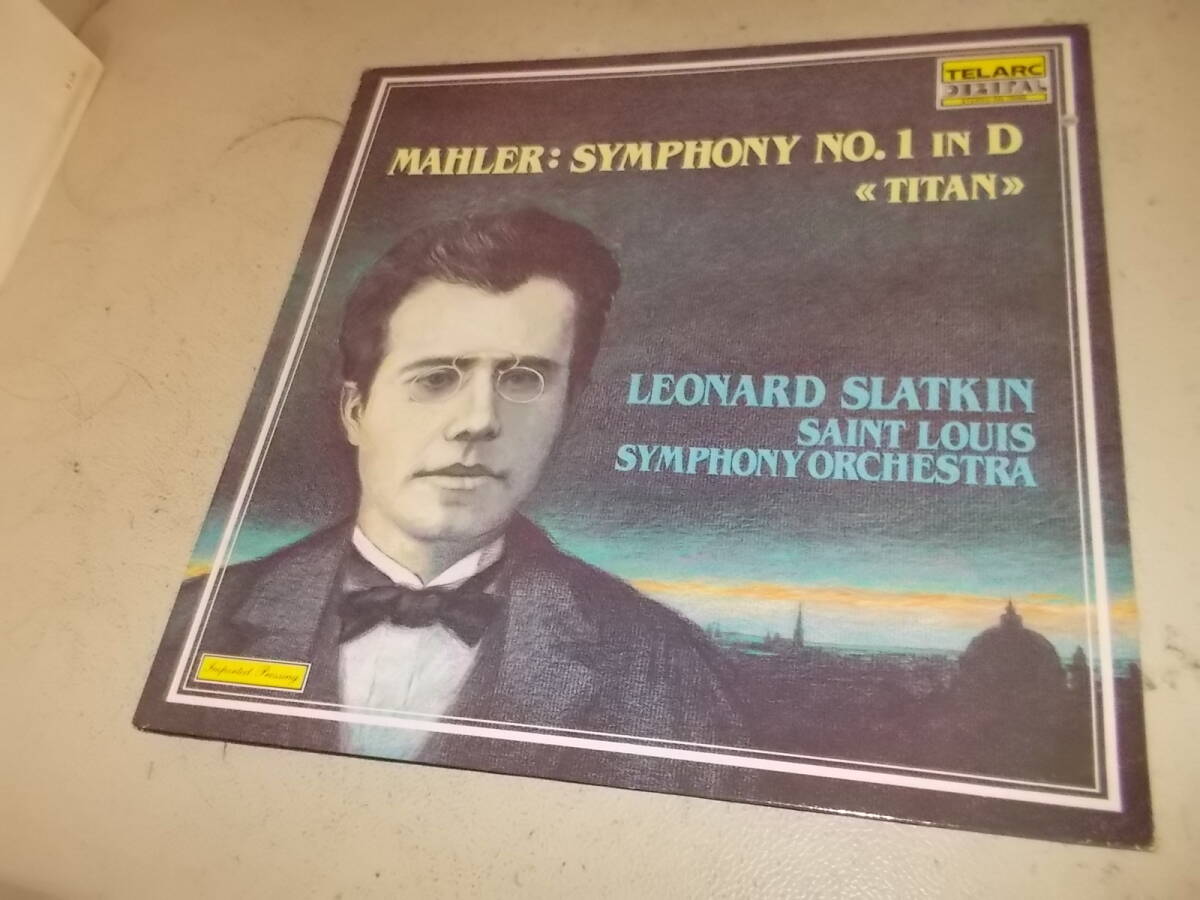 TELARC
DIGITAL
MAHLER: SYMPHONY NO. 1 IN D
«TITAN»
LEONARD SLATKIN
SAINT LOUIS
SYMPHONY ORCHESTRA
Imported Pressing